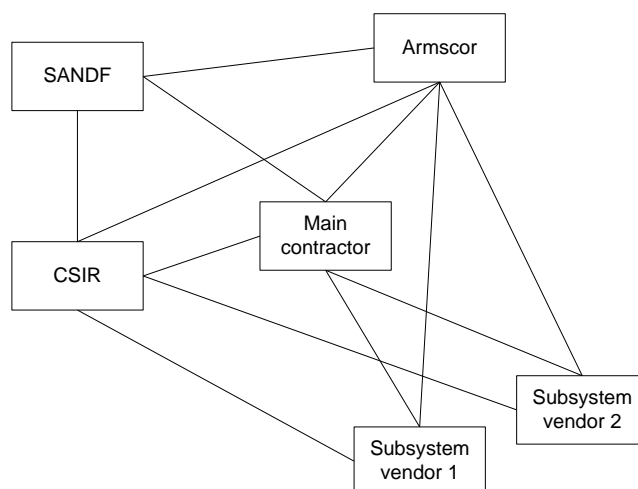 Armscor
SANDF
Main
contractor
CSIR
Subsystem
vendor 2
Subsystem
vendor 1